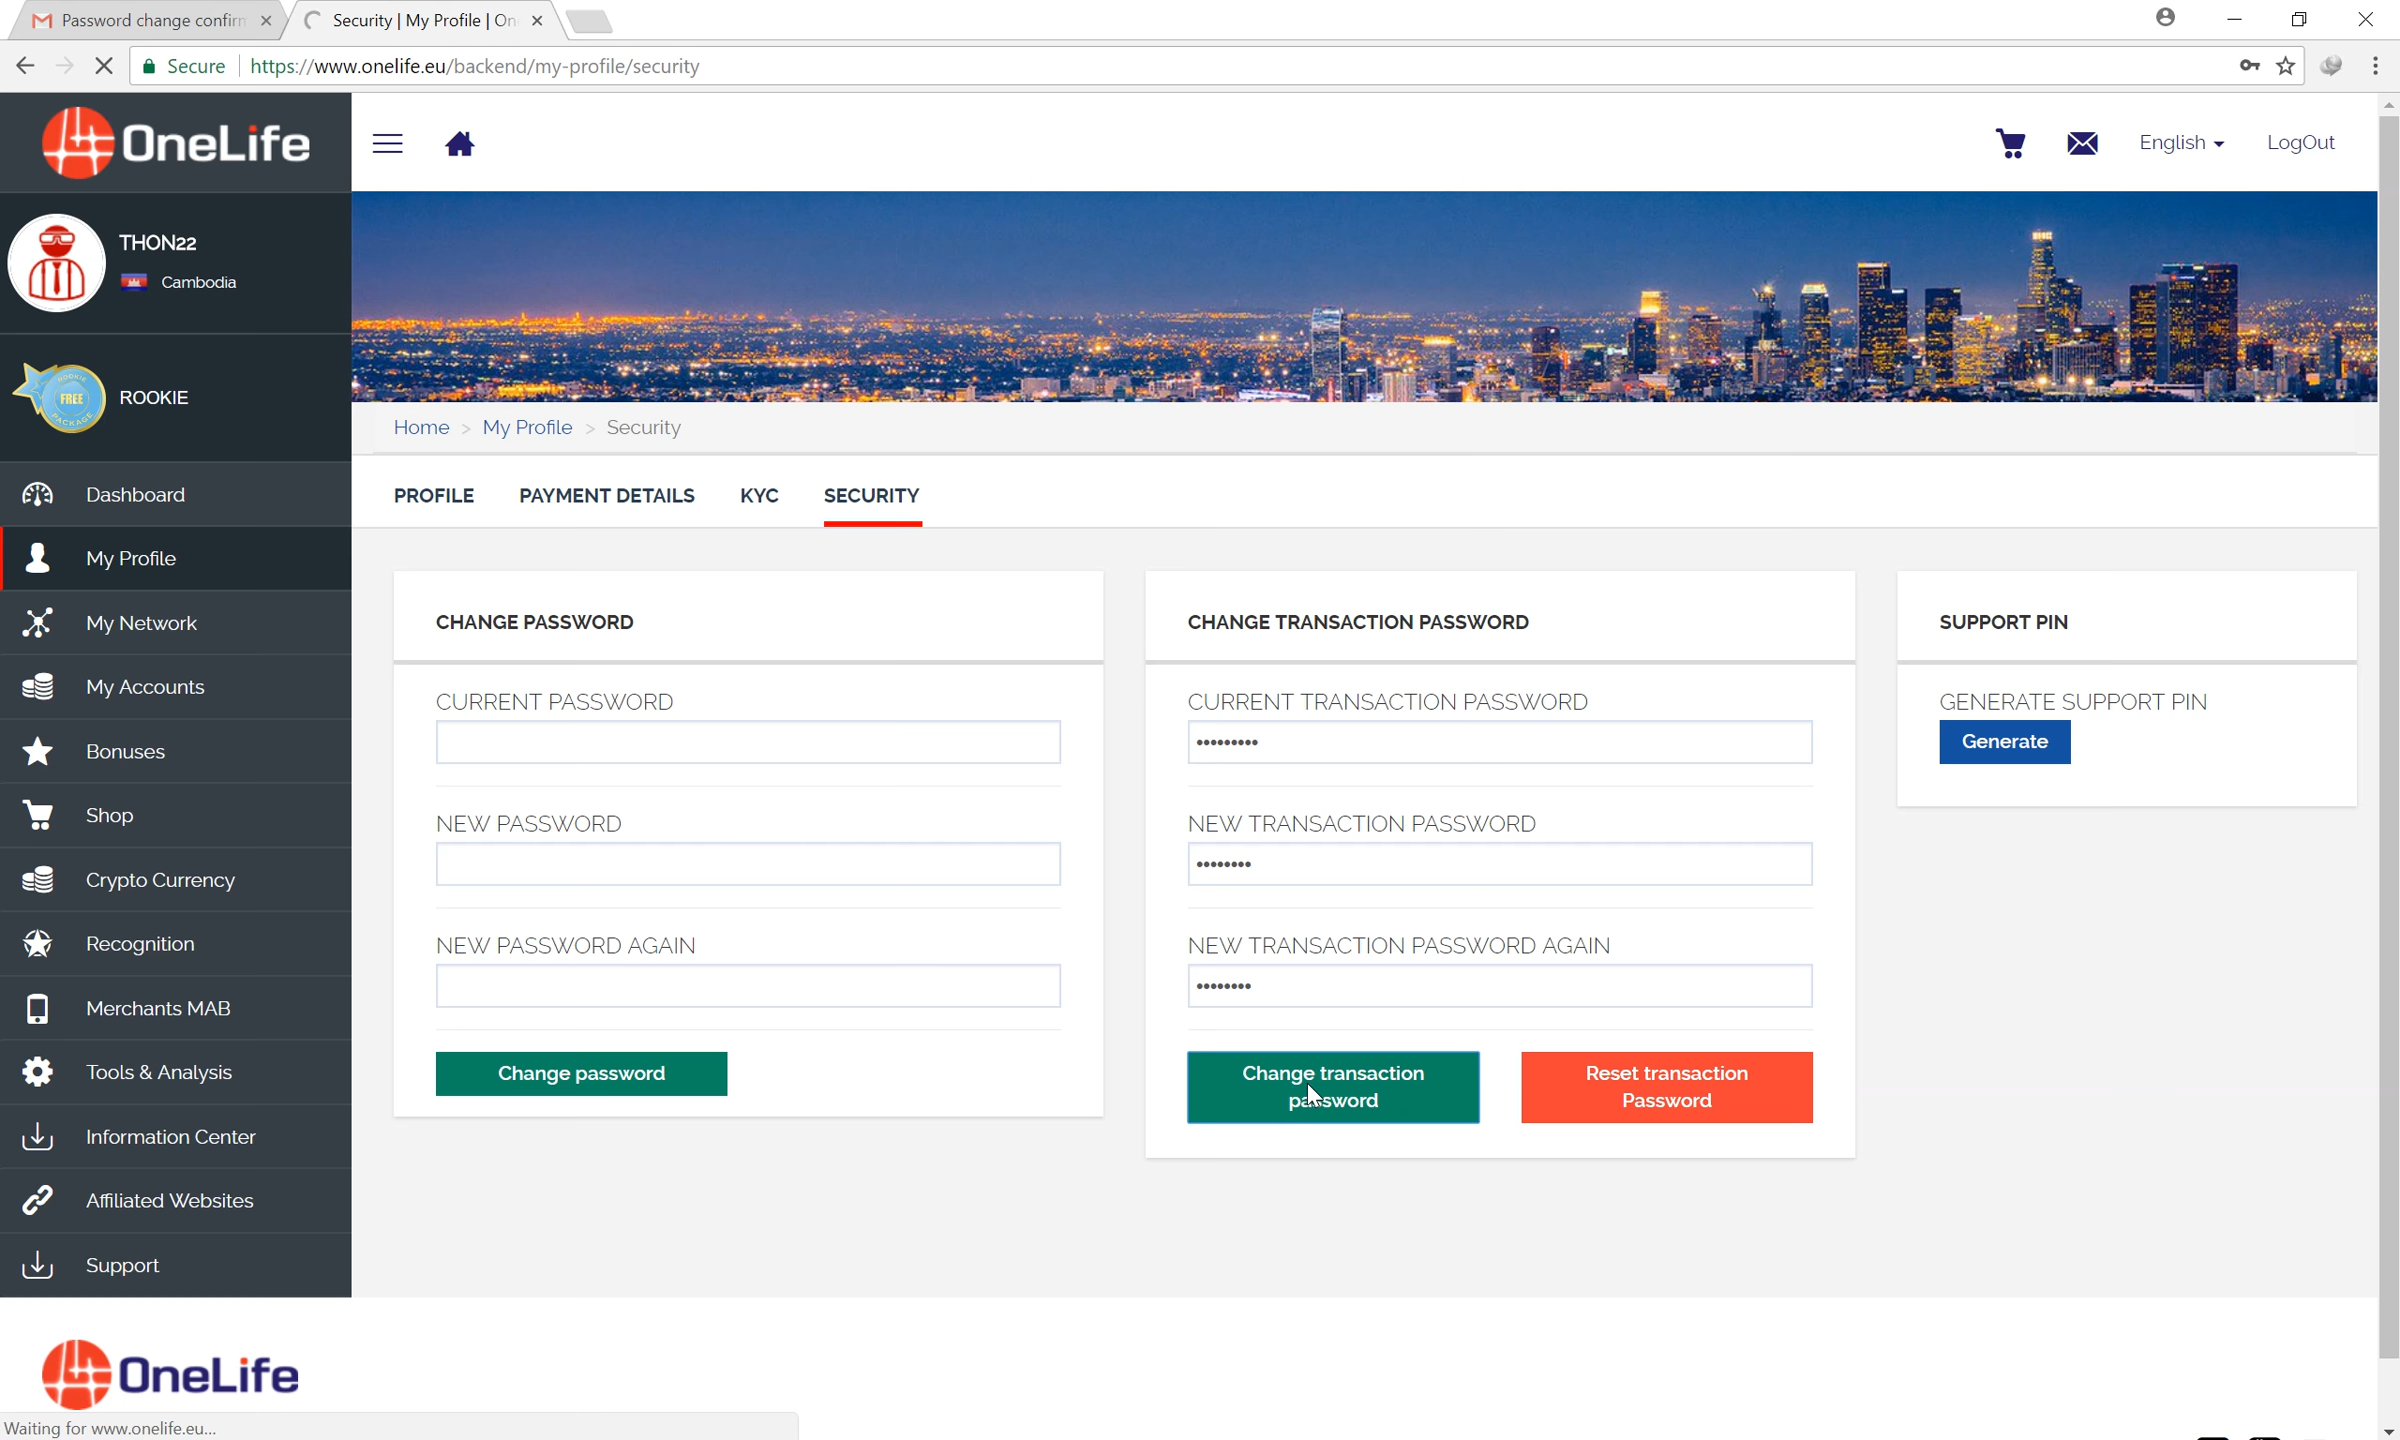 Password change confirm
Security | My Profile | On
Secure
https://www.onelife.eu/backend/my-profile/security
OneLife
English
LogOut
THON22
Cambodia
ROOKIE
FREE
PACKAGE
ROOKIE
Home > My Profile > Security
PROFILE
PAYMENT DETAILS
KYC
SECURITY
Dashboard
My Profile
My Network
My Accounts
Bonuses
Shop
Crypto Currency
Recognition
Merchants MAB
Tools & Analysis
Information Center
Affiliated Websites
Support
CHANGE PASSWORD
CURRENT PASSWORD
NEW PASSWORD
NEW PASSWORD AGAIN
Change password
CHANGE TRANSACTION PASSWORD
CURRENT TRANSACTION PASSWORD
•••••••••
NEW TRANSACTION PASSWORD
••••••••
NEW TRANSACTION PASSWORD AGAIN
••••••••
Change transaction
password
Reset transaction
Password
SUPPORT PIN
GENERATE SUPPORT PIN
Generate
OneLife
Waiting for www.onelife.eu...